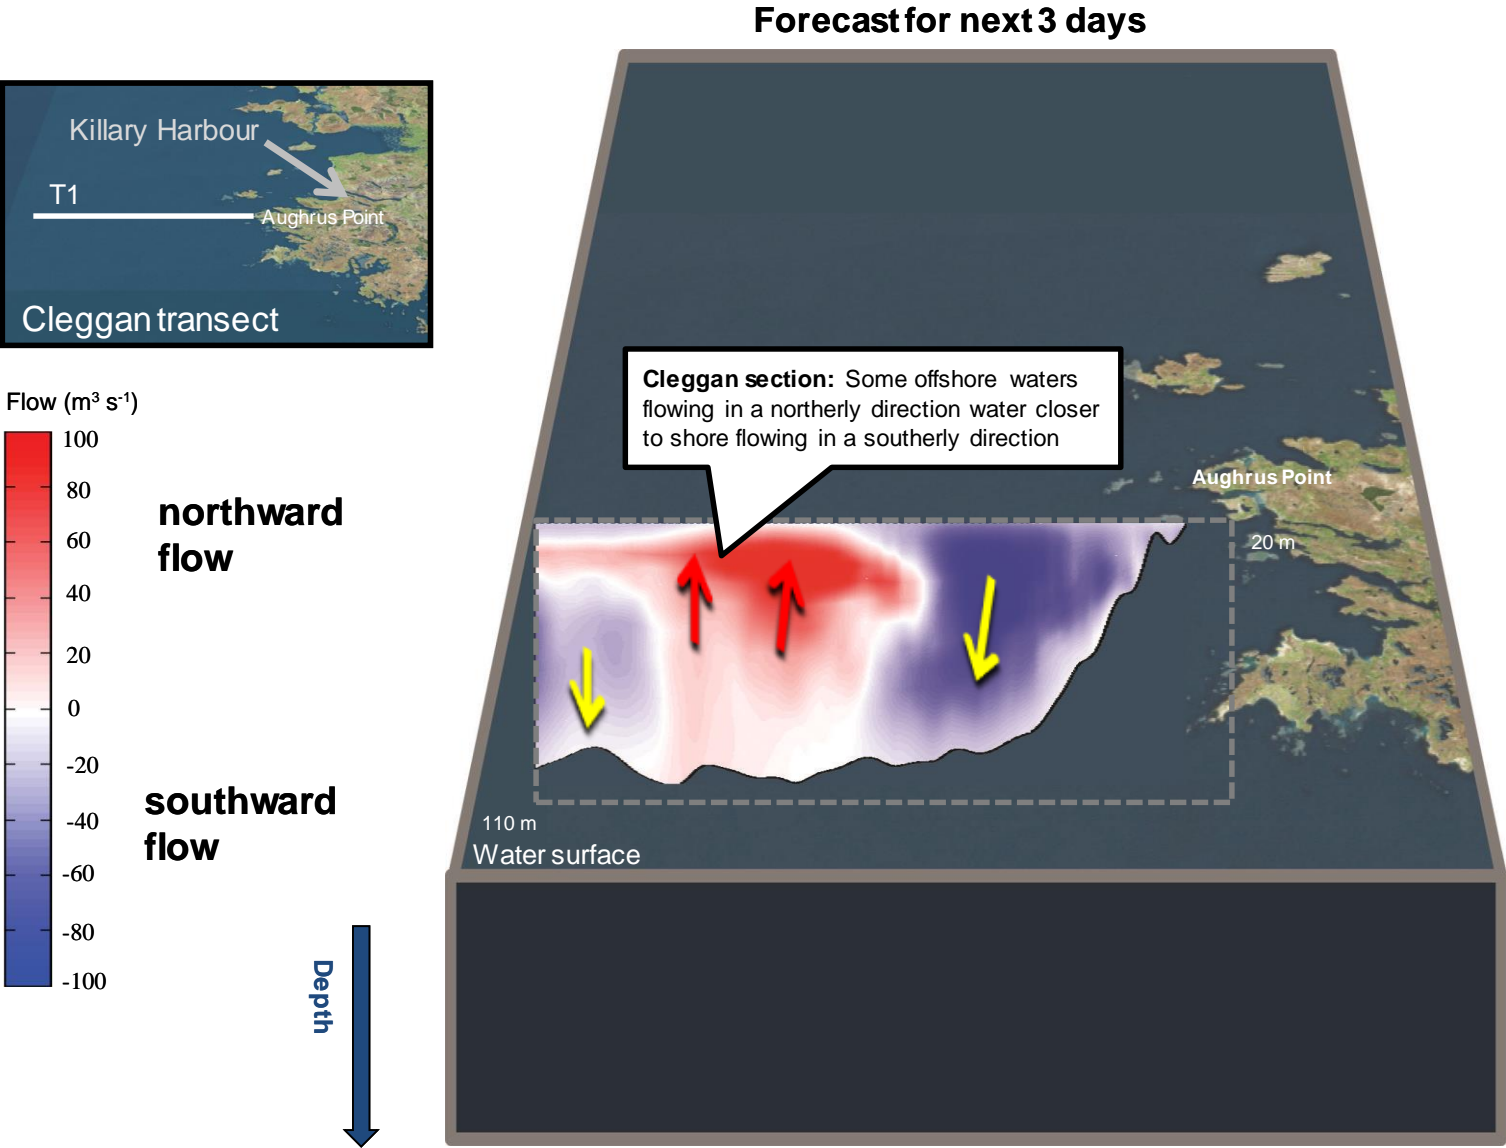 Forecast for next 3 days
Killary Harbour
T1
Aughrus Point
Cleggan transect
Flow (m³ s⁻¹)
100
80
60
40
20
0
-20
-40
-60
-80
-100
northward
flow
southward
flow
Depth
Cleggan section: Some offshore waters
flowing in a northerly direction water closer
to shore flowing in a southerly direction
Aughrus Point
20 m
110 m
Water surface